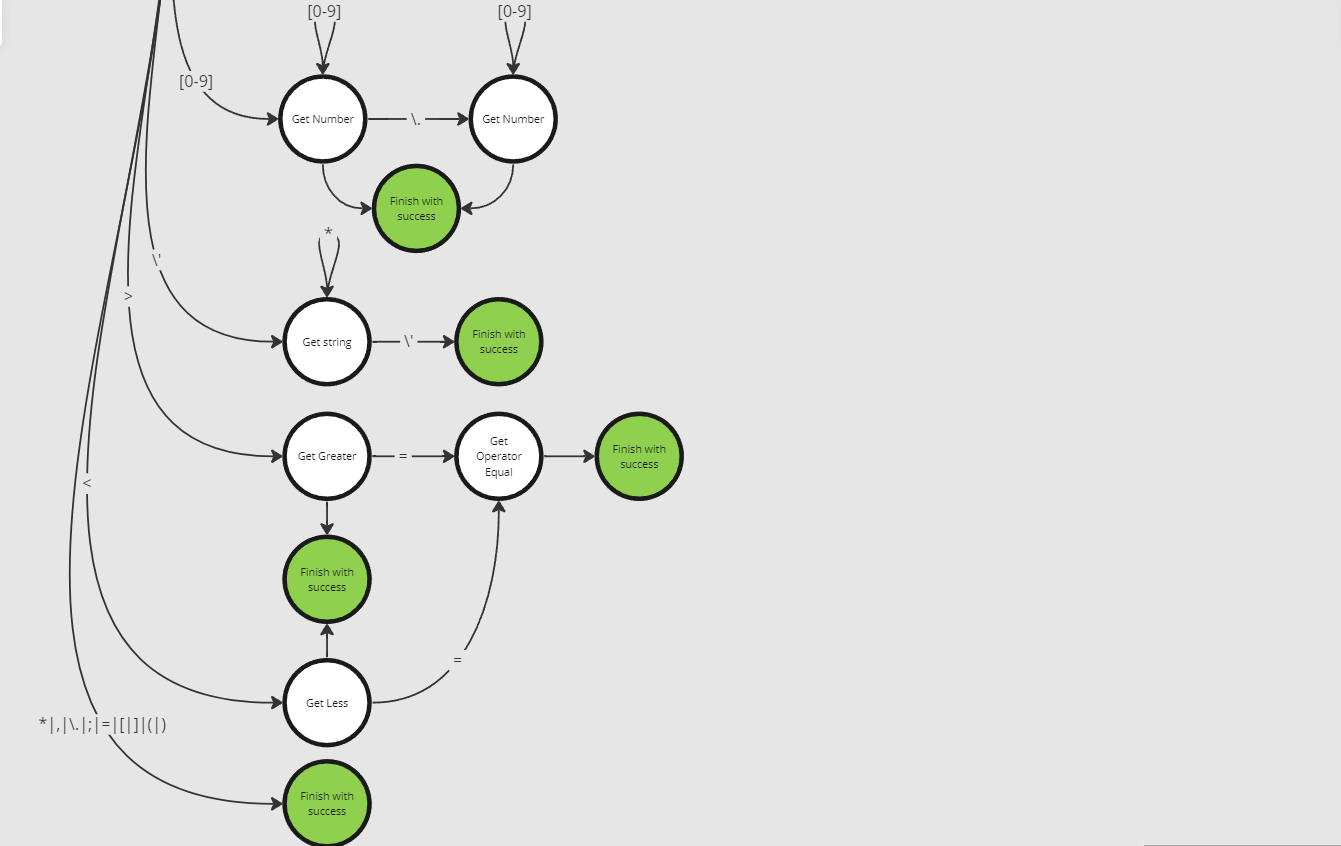 [0-9]
[0-9]
[0-9]
Get Number
\.
Get Number
Finish with
success
*
\'
>
Get string
\'
Finish with
success
Get Greater
=
Get
Operator
Equal
Finish with
success
<
Finish with
success
=
Get Less
*|,|\.|;|=|[|]|(|)
Finish with
success